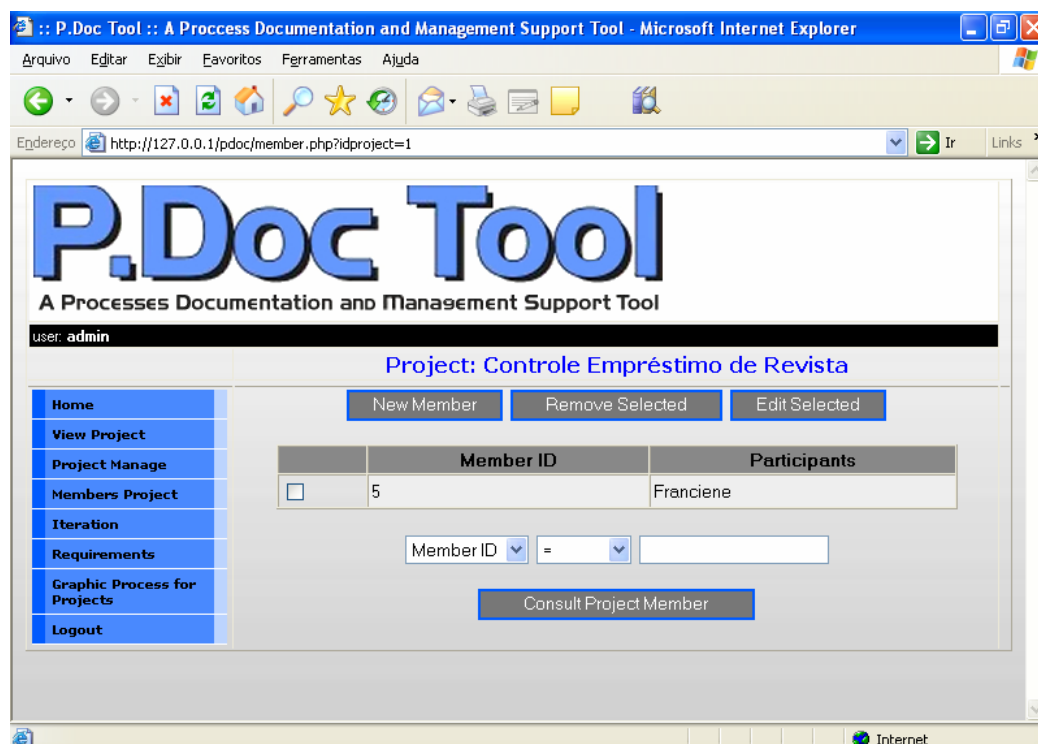 :: P.Doc Tool :: A Proccess Documentation and Management Support Tool - Microsoft Internet Explorer
Arquivo Editar Exibir Favoritos Ferramentas Ajuda
Endereço http://127.0.0.1/pdoc/member.php?idproject=1 Ir Links
P.Doc Tool
A Processes Documentation and Management Support Tool
user: admin
Project: Controle Empréstimo de Revista
Home
View Project
Project Manage
Members Project
Iteration
Requirements
Graphic Process for
Projects
Logout
New Member Remove Selected Edit Selected
Member ID Participants
5 Franciene
Member ID =
Consult Project Member
Internet